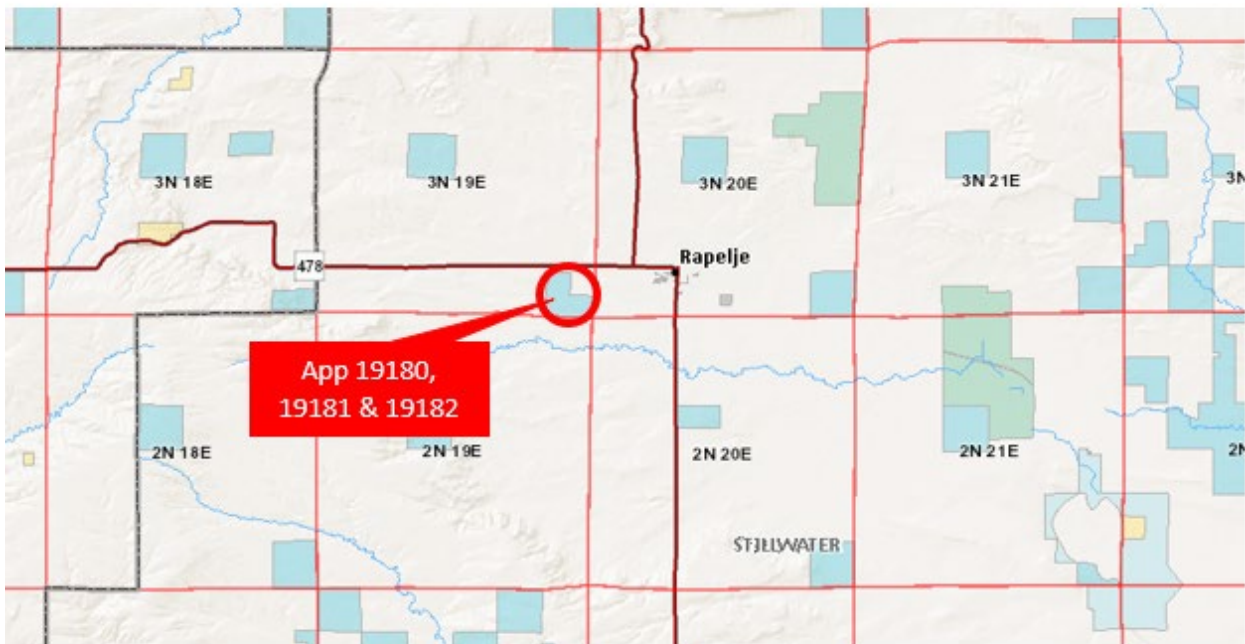 3N 18E
3N 19E
3N 20E
3N 21E
3N
478
Rapelje
App 19180,
19181 & 19182
2N 18E
2N 19E
2N 20E
2N 21E
2N
STILLWATER